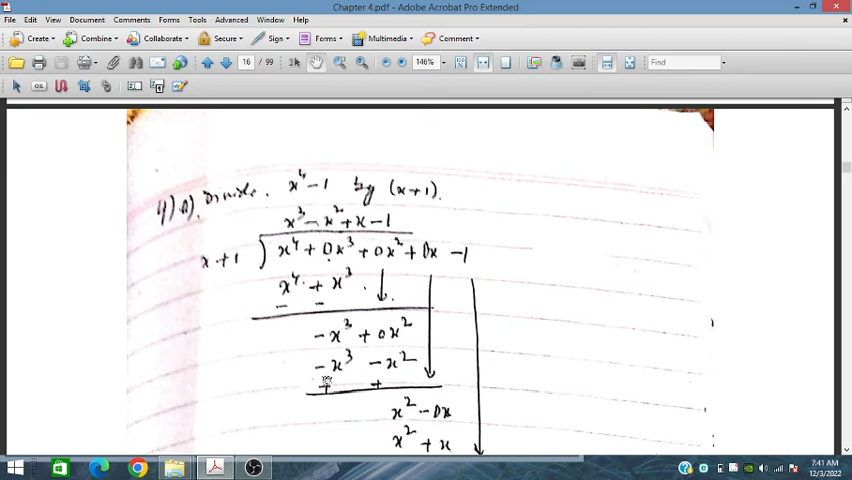 Chapter 4.pdf - Adobe Acrobat Pro Extended
File Edit View Document Comments Forms Tools Advanced Window Help
Create Combine Collaborate Secure Sign Forms Multimedia Comment
16 / 99 146% Find
4) A) Divide. x⁴-1 by (x+1).
x³ - x² + x - 1
x+1 ) x⁴ + 0x³ + 0x² + 0x - 1
x⁴ + x³
- -
-x³ + 0x²
-x³ - x²
+ +
x² - 0x
x² + x
7:41 AM
12/3/2022